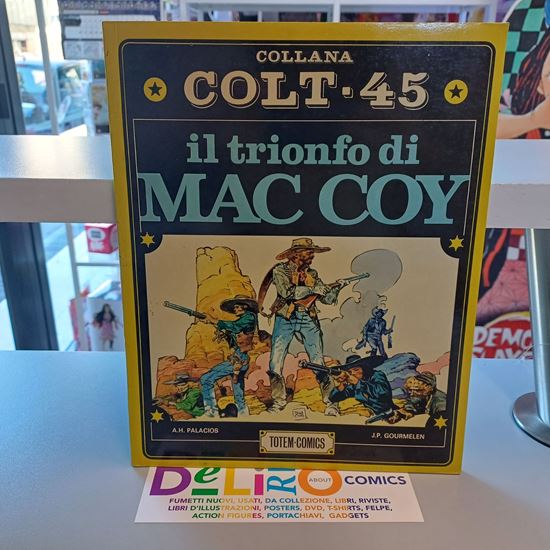 COLLANA
COLT·45
il trionfo di
MAC COY
A.H. PALACIOS
J.P. GOURMELEN
TOTEM-COMICS
DeLiRiO ABOUT COMICS
FUMETTI NUOVI, USATI, DA COLLEZIONE, LIBRI, RIVISTE,
LIBRI D'ILLUSTRAZIONI, POSTERS, DVD, T-SHIRTS, FELPE,
ACTION FIGURES, PORTACHIAVI, GADGETS
DEMO